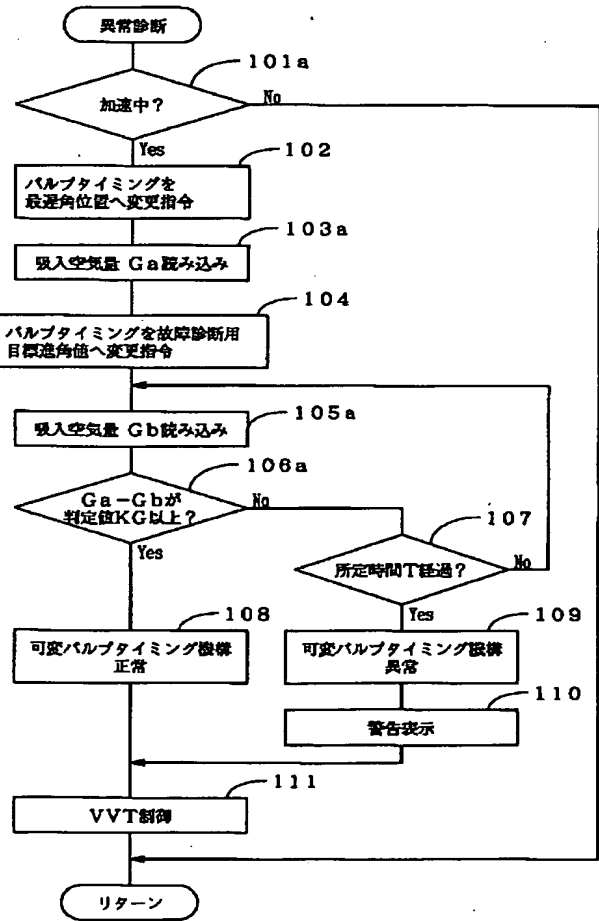 異常診断
101a
加速中?
No
Yes
102
バルブタイミングを
最遅角位置へ変更指令
103a
吸入空気量 Ga読み込み
104
バルブタイミングを故障診断用
目標進角値へ変更指令
吸入空気量 Gb読み込み
105a
106a
Ga-Gbが
判定値KG以上?
No
107
Yes
所定時間T経過?
No
Yes
108
109
可変バルブタイミング機構
正常
可変バルブタイミング機構
異常
110
警告表示
111
VVT制御
リターン